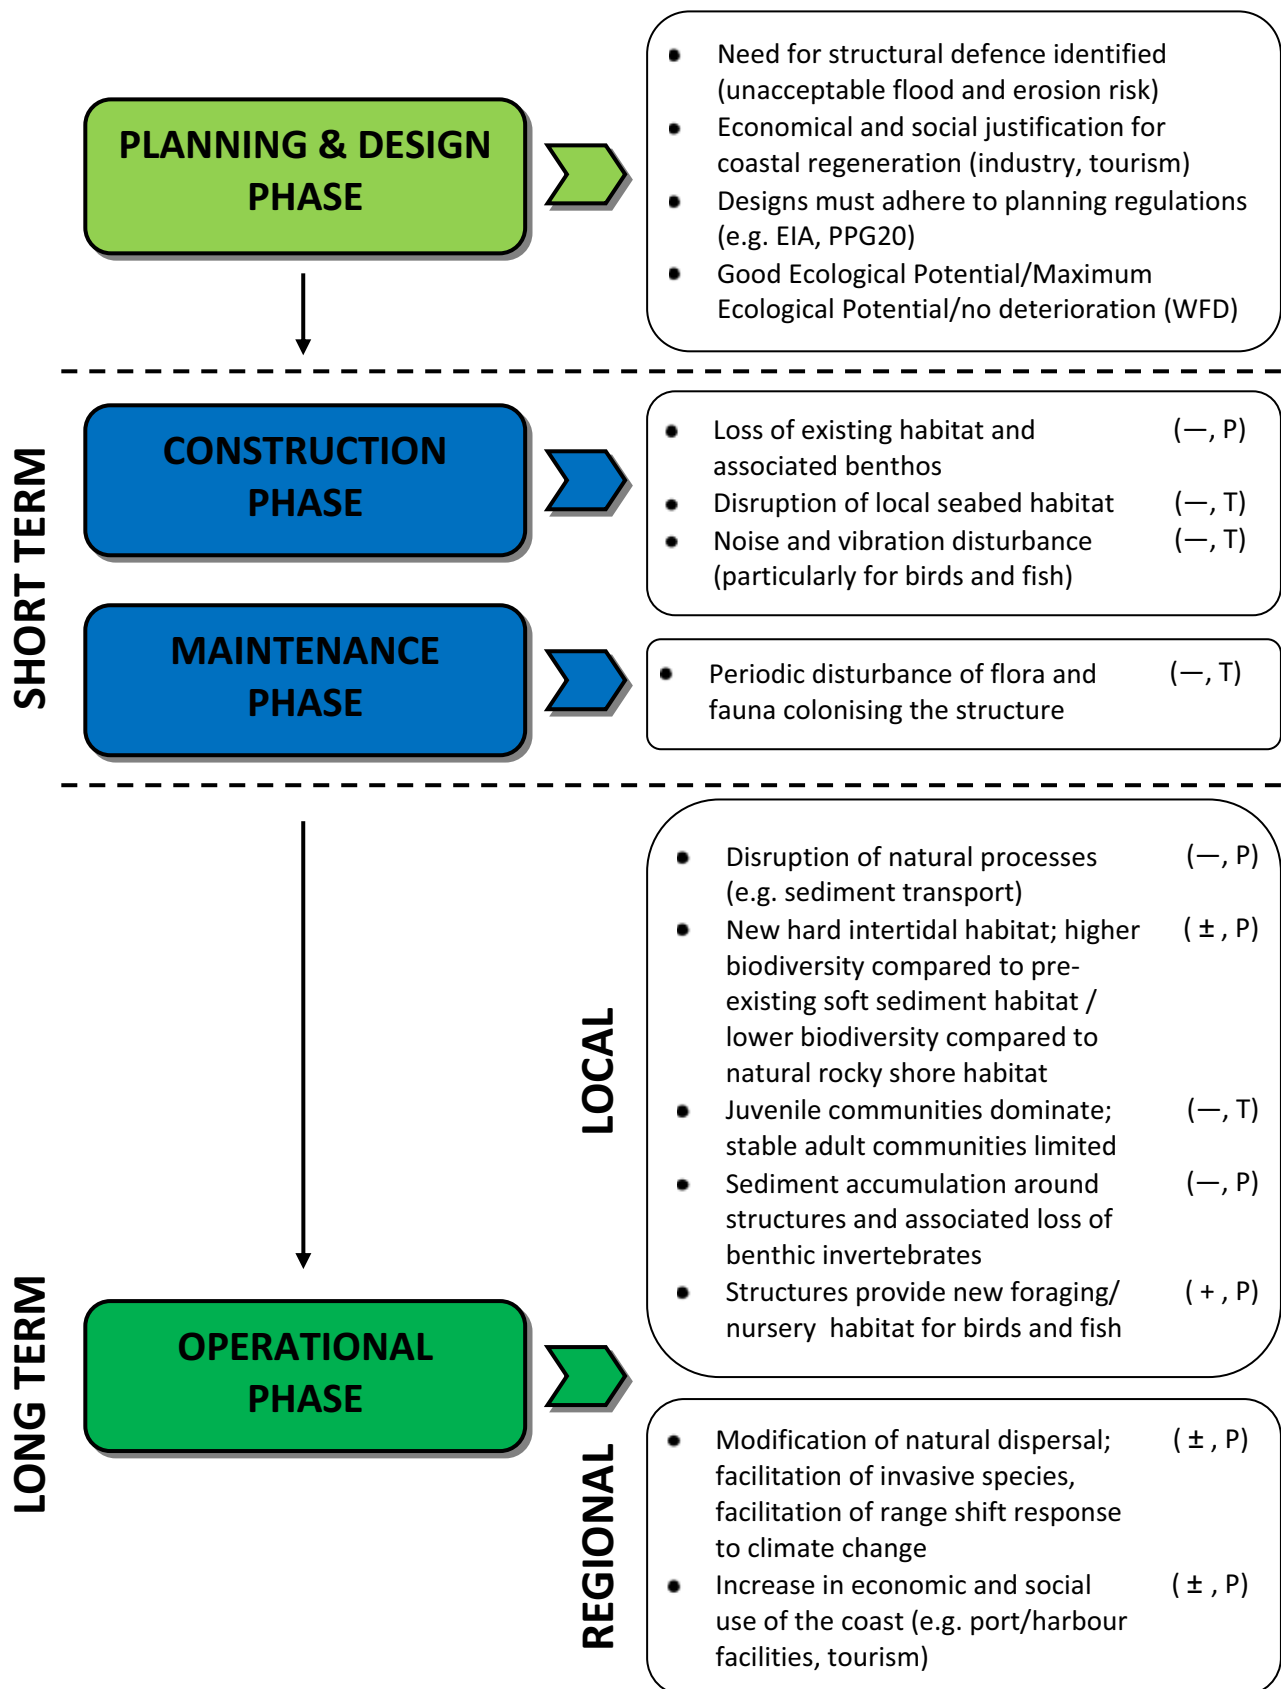 PLANNING & DESIGN
PHASE
• Need for structural defence identified
(unacceptable flood and erosion risk)
• Economical and social justification for
coastal regeneration (industry, tourism)
• Designs must adhere to planning regulations
(e.g. EIA, PPG20)
• Good Ecological Potential/Maximum
Ecological Potential/no deterioration (WFD)
SHORT TERM
CONSTRUCTION
PHASE
• Loss of existing habitat and (—, P)
associated benthos
• Disruption of local seabed habitat (—, T)
• Noise and vibration disturbance (—, T)
(particularly for birds and fish)
MAINTENANCE
PHASE
• Periodic disturbance of flora and (—, T)
fauna colonising the structure
LONG TERM
OPERATIONAL
PHASE
LOCAL
• Disruption of natural processes (—, P)
(e.g. sediment transport)
• New hard intertidal habitat; higher ( ± , P)
biodiversity compared to pre-
existing soft sediment habitat /
lower biodiversity compared to
natural rocky shore habitat
• Juvenile communities dominate; (—, T)
stable adult communities limited
• Sediment accumulation around (—, P)
structures and associated loss of
benthic invertebrates
• Structures provide new foraging/ ( + , P)
nursery habitat for birds and fish
REGIONAL
• Modification of natural dispersal; ( ± , P)
facilitation of invasive species,
facilitation of range shift response
to climate change
• Increase in economic and social ( ± , P)
use of the coast (e.g. port/harbour
facilities, tourism)